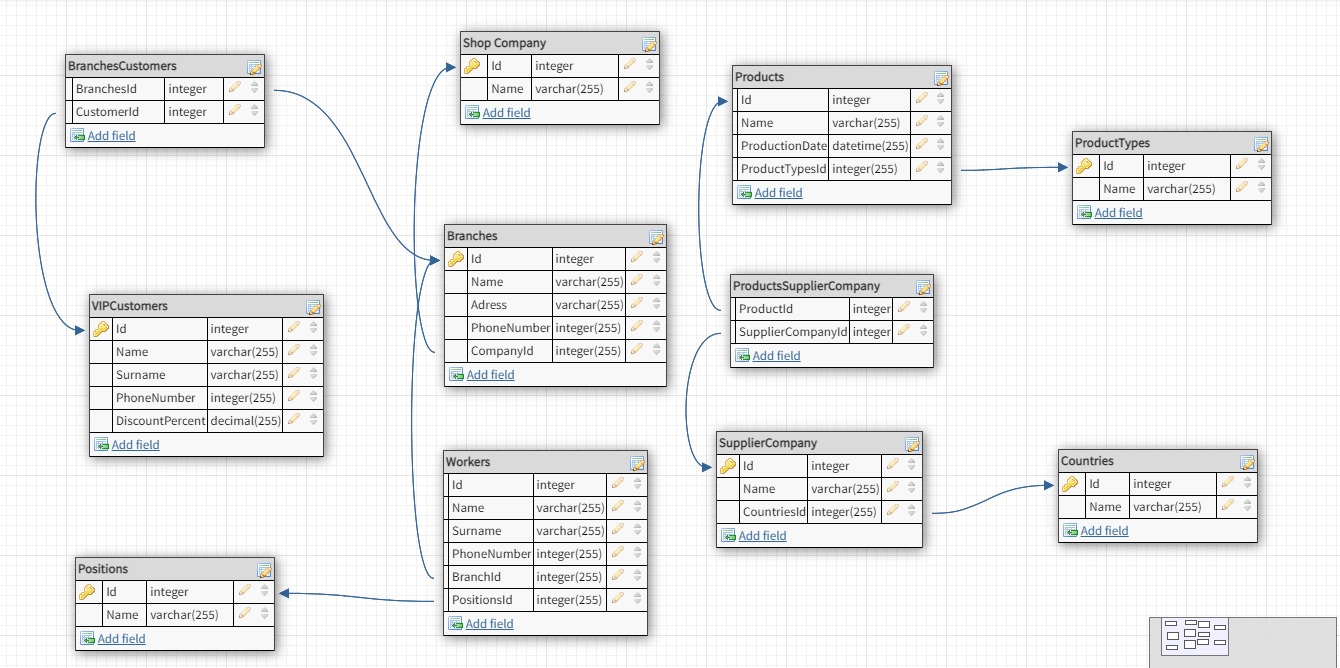 BranchesCustomers
BranchesId integer
CustomerId integer
Add field
Shop Company
Id integer
Name varchar(255)
Add field
Products
Id integer
Name varchar(255)
ProductionDate datetime(255)
ProductTypesId integer(255)
Add field
ProductTypes
Id integer
Name varchar(255)
Add field
Branches
Id integer
Name varchar(255)
Adress varchar(255)
PhoneNumber integer(255)
CompanyId integer(255)
Add field
VIPCustomers
Id integer
Name varchar(255)
Surname varchar(255)
PhoneNumber integer(255)
DiscountPercent decimal(255)
Add field
ProductsSupplierCompany
ProductId integer
SupplierCompanyId integer
Add field
Workers
Id integer
Name varchar(255)
Surname varchar(255)
PhoneNumber integer(255)
BranchId integer(255)
PositionsId integer(255)
Add field
SupplierCompany
Id integer
Name varchar(255)
CountriesId integer(255)
Add field
Countries
Id integer
Name varchar(255)
Add field
Positions
Id integer
Name varchar(255)
Add field